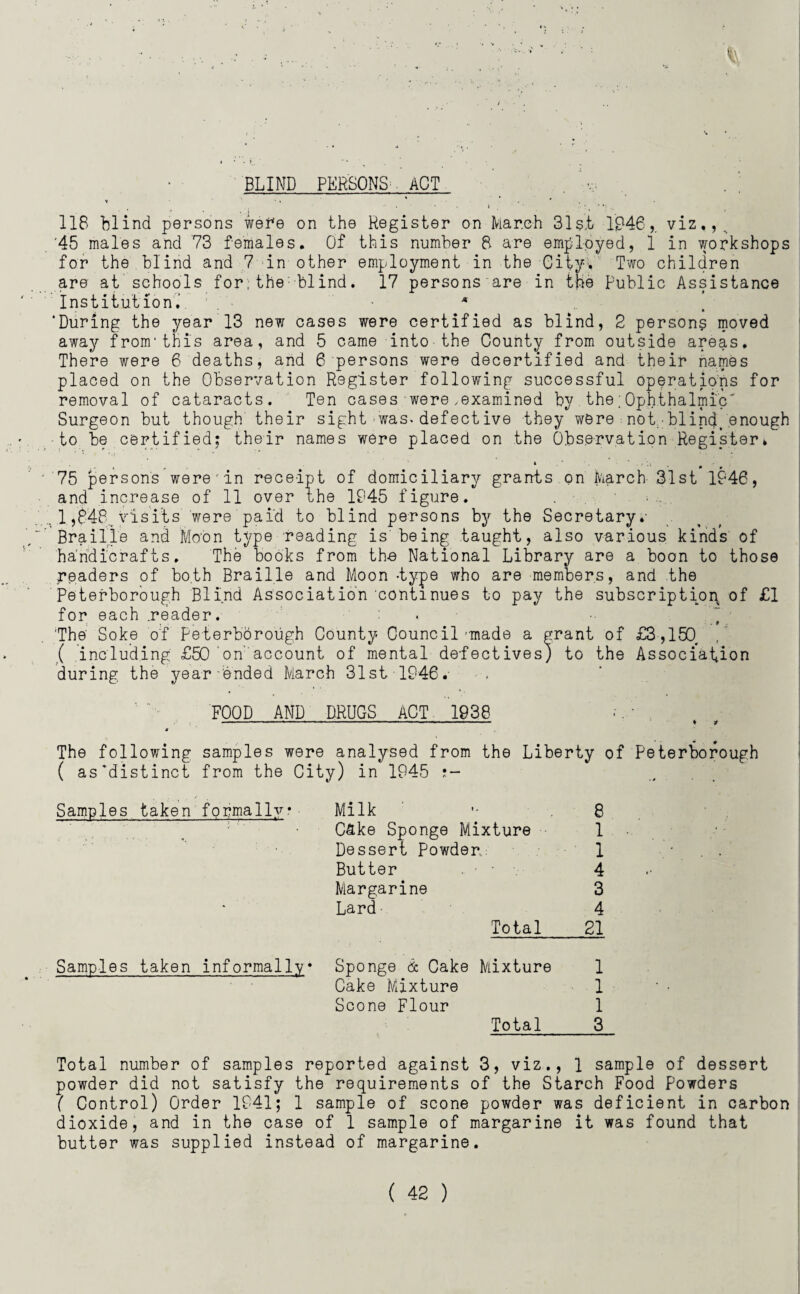 BLIND PERSONS ACT
118 blind persons were on the Register on March 31st 1946, viz.,
45 males and 73 females. Of this number 8 are employed, 1 in workshops
for the blind and 7 in other employment in the City. Two children
are at schools for the blind. 17 persons are in the Public Assistance
Institution.
During the year 13 new cases were certified as blind, 2 persons moved
away from this area, and 5 came into the County from outside areas.
There were 6 deaths, and 6 persons were decertified and their names
placed on the Observation Register following successful operations for
removal of cataracts. Ten cases were examined by the Ophthalmic
Surgeon but though their sight was defective they were not blind enough
to be certified; their names were placed on the Observation Register.
75 persons were in receipt of domiciliary grants on March 31st 1946,
and increase of 11 over the 1945 figure.
1,848 visits were paid to blind persons by the Secretary.
Braille and Moon type reading is being taught, also various kinds of
handicrafts. The books from the National Library are a boon to those
readers of both Braille and Moon type who are members, and the
Peterborough Blind Association continues to pay the subscription of £1
for each reader.
The Soke of Peterborough County Council made a grant of £3,150
( including £50 on account of mental defectives) to the Association
during the year ended March 31st 1946.
FOOD AND DRUGS ACT 1938
The following samples were analysed from the Liberty of Peterborough
( as distinct from the City) in 1945 :-
Samples taken formally. Milk 8
Cake Sponge Mixture 1
Dessert Powder 1
Butter 4
Margarine 3
Lard 4
Total 21
Samples taken informally. Sponge & Cake Mixture 1
Cake Mixture 1
Scone Flour 1
Total 3
Total number of samples reported against 3, viz., 1 sample of dessert
powder did not satisfy the requirements of the Starch Food Powders
( Control) Order 1941; 1 sample of scone powder was deficient in carbon
dioxide, and in the case of 1 sample of margarine it was found that
butter was supplied instead of margarine.
( 42 )